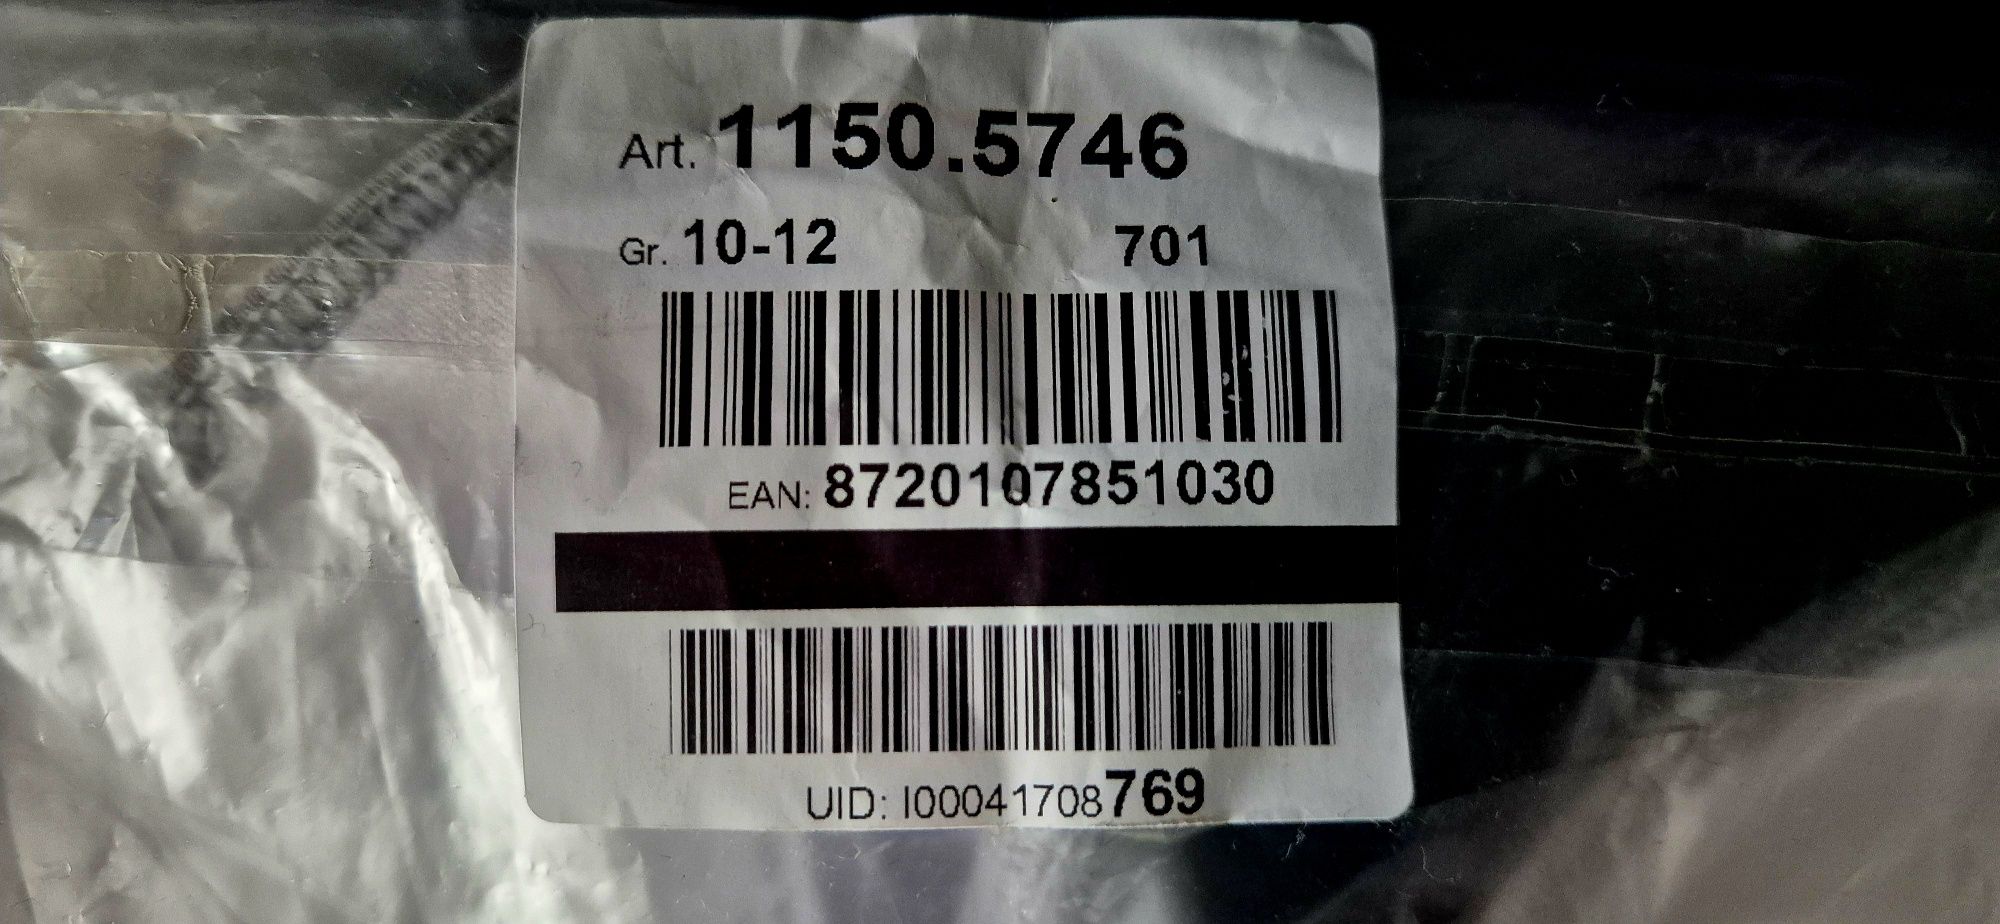 Art. 1150.5746
Gr. 10-12 701
EAN: 8720107851030
UID: I00041708769